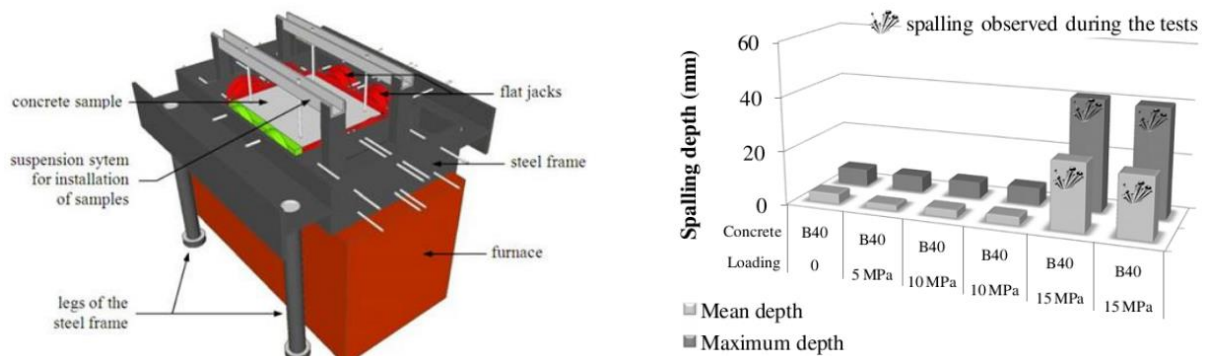 concrete sample
suspension sytem
for installation
of samples
legs of the
steel frame
flat jacks
steel frame
furnace
spalling observed during the tests
Spalling depth (mm)
60
40
20
0
Concrete B40 B40 B40 B40 B40 B40
Loading 0 5 MPa 10 MPa 10 MPa 15 MPa 15 MPa
Mean depth
Maximum depth